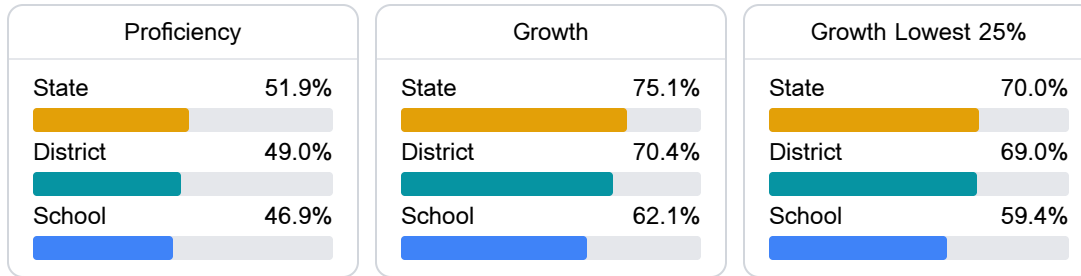 Proficiency
State 51.9%
District 49.0%
School 46.9%
Growth
State 75.1%
District 70.4%
School 62.1%
Growth Lowest 25%
State 70.0%
District 69.0%
School 59.4%